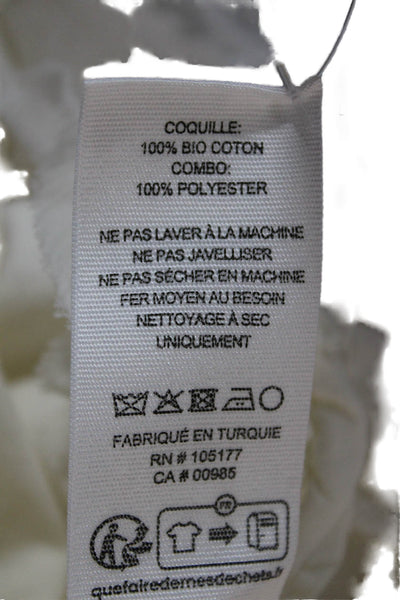 COQUILLE:
100% BIO COTON
COMBO:
100% POLYESTER
NE PAS LAVER À LA MACHINE
NE PAS JAVELLISER
NE PAS SÉCHER EN MACHINE
FER MOYEN AU BESOIN
NETTOYAGE À SEC
UNIQUEMENT
FABRIQUÉ EN TURQUIE
RN # 105177
CA # 00985
FR
quefairedemesdechets.fr